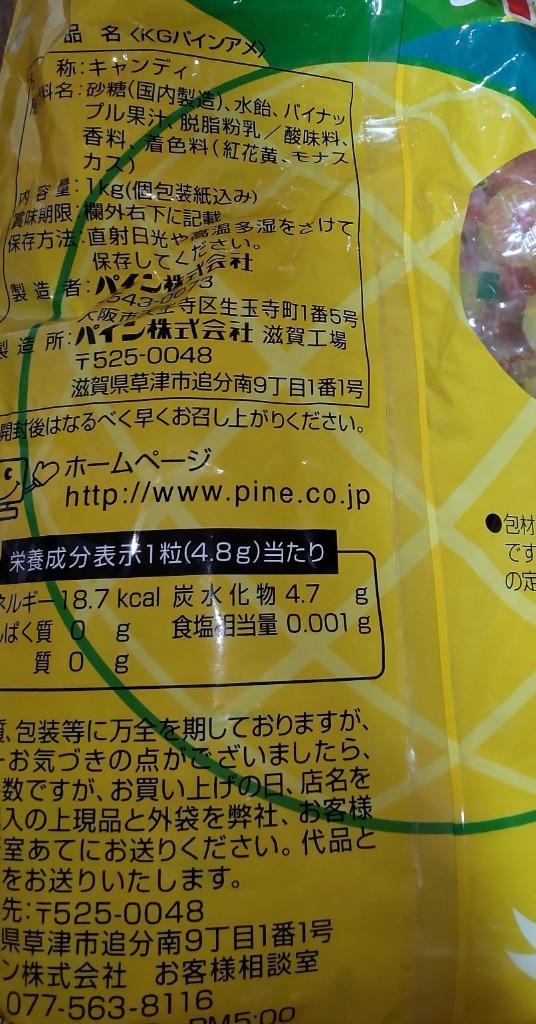 品 名〈KGパインアメ〉
称:キャンディ
料名:砂糖(国内製造)、水飴、パイナッ
プル果汁、脱脂粉乳／酸味料、
香料、着色料(紅花黄、モナス
カス)
内容量:1kg(個包装紙込み)
賞味期限:欄外右下に記載
保存方法:直射日光や高温多湿をさけて
保存してください。
製造者:パイン株式会社
543-0073
大阪市天王寺区生玉寺町1番5号
製造所:パイン株式会社 滋賀工場
〒525-0048
滋賀県草津市追分南9丁目1番1号
開封後はなるべく早くお召し上がりください。
ホームページ
http://www.pine.co.jp
栄養成分表示1粒(4.8g)当たり
ネルギー 18.7 kcal 炭水化物 4.7 g
ぱく質 0 g 食塩相当量 0.001 g
質 0 g
質、包装等に万全を期しておりますが、
お気づきの点がございましたら、
数ですが、お買い上げの日、店名を
入の上現品と外袋を弊社、お客様
室あてにお送りください。代品と
をお送りいたします。
先:〒525-0048
県草津市追分南9丁目1番1号
ン株式会社 お客様相談室
077-563-8116
PM5:00
●包材
です
の定